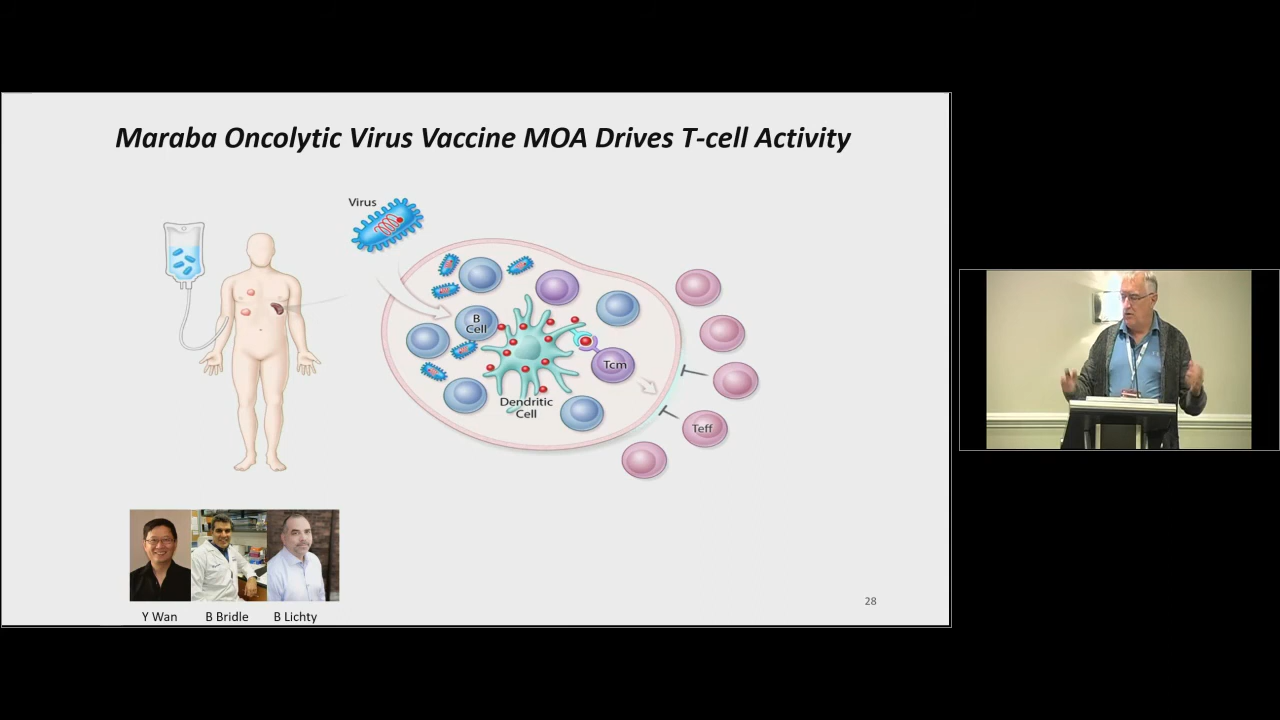 Maraba Oncolytic Virus Vaccine MOA Drives T-cell Activity
Virus
B
Cell
Tcm
Dendritic
Cell
Teff
Y Wan
B Bridle
B Lichty
28